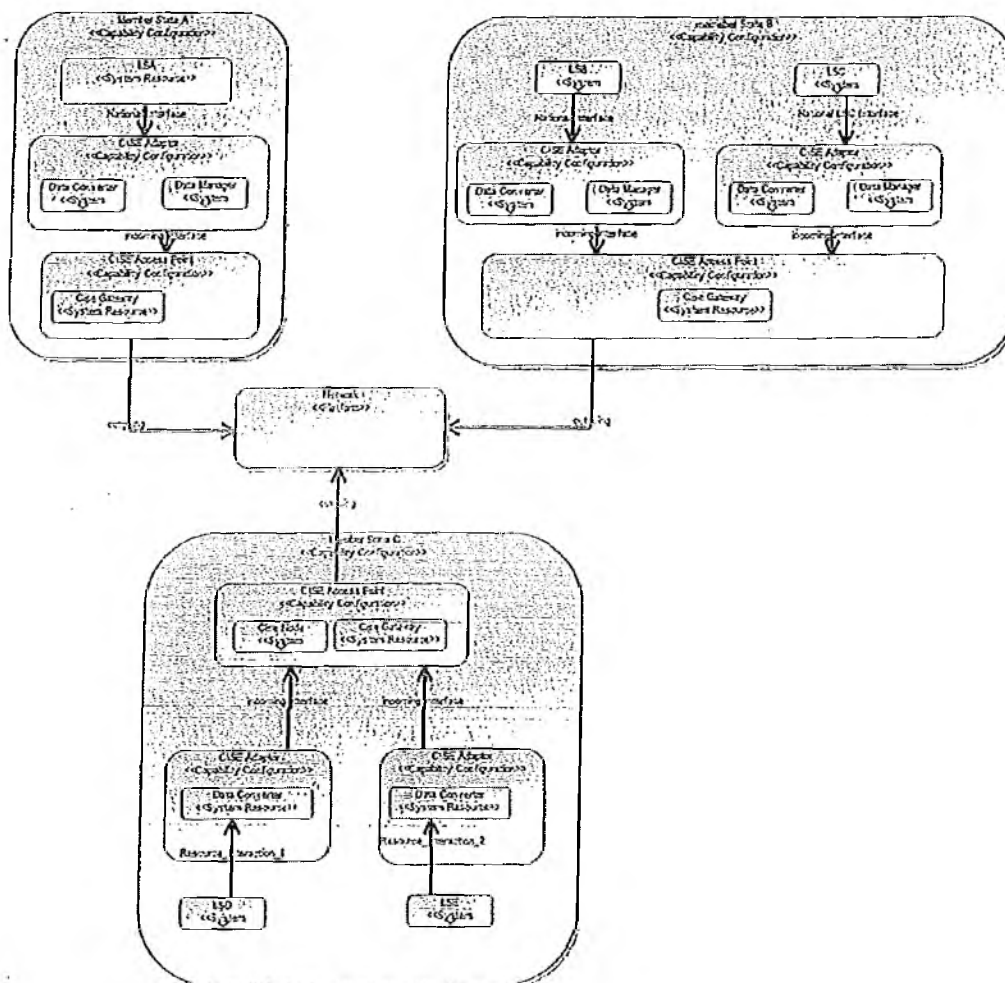 Member State A
<<Capability Configuration>>
LSA
<<System Resource>>
National Interface
CISE Adaptor
<<Capability Configuration>>
Data Converter
<<System
Data Manager
<<System
Incoming Interface
CISE Access Point
<<Capability Configuration>>
Cise Gateway
<<System Resource>>
State B
<<Capability Configuration>>
LSB
<<System
LSC
<<System
National Interface
National LSC Interface
CISE Adaptor
<<Capability Configuration>>
Data Converter
<<System
Data Manager
<<System
CISE Adaptor
<<Capability Configuration>>
Data Converter
<<System
Data Manager
<<System
Incoming Interface
Incoming Interface
CISE Access Point
<<Capability Configuration>>
Cise Gateway
<<System Resource>>
Network
<<Platform>>
Member State
<<Capability Configuration>>
CISE Access Point
<<Capability Configuration>>
Cise Node
<<System
Cise Gateway
<<System Resource>>
Incoming Interface
Incoming Interface
CISE Adaptor
<<Capability Configuration>>
Data Converter
<<System Resource>>
Resource_Interaction_1
CISE Adaptor
<<Capability Configuration>>
Data Converter
<<System Resource>>
Resource_Interaction_2
LSD
<<System
LSE
<<System